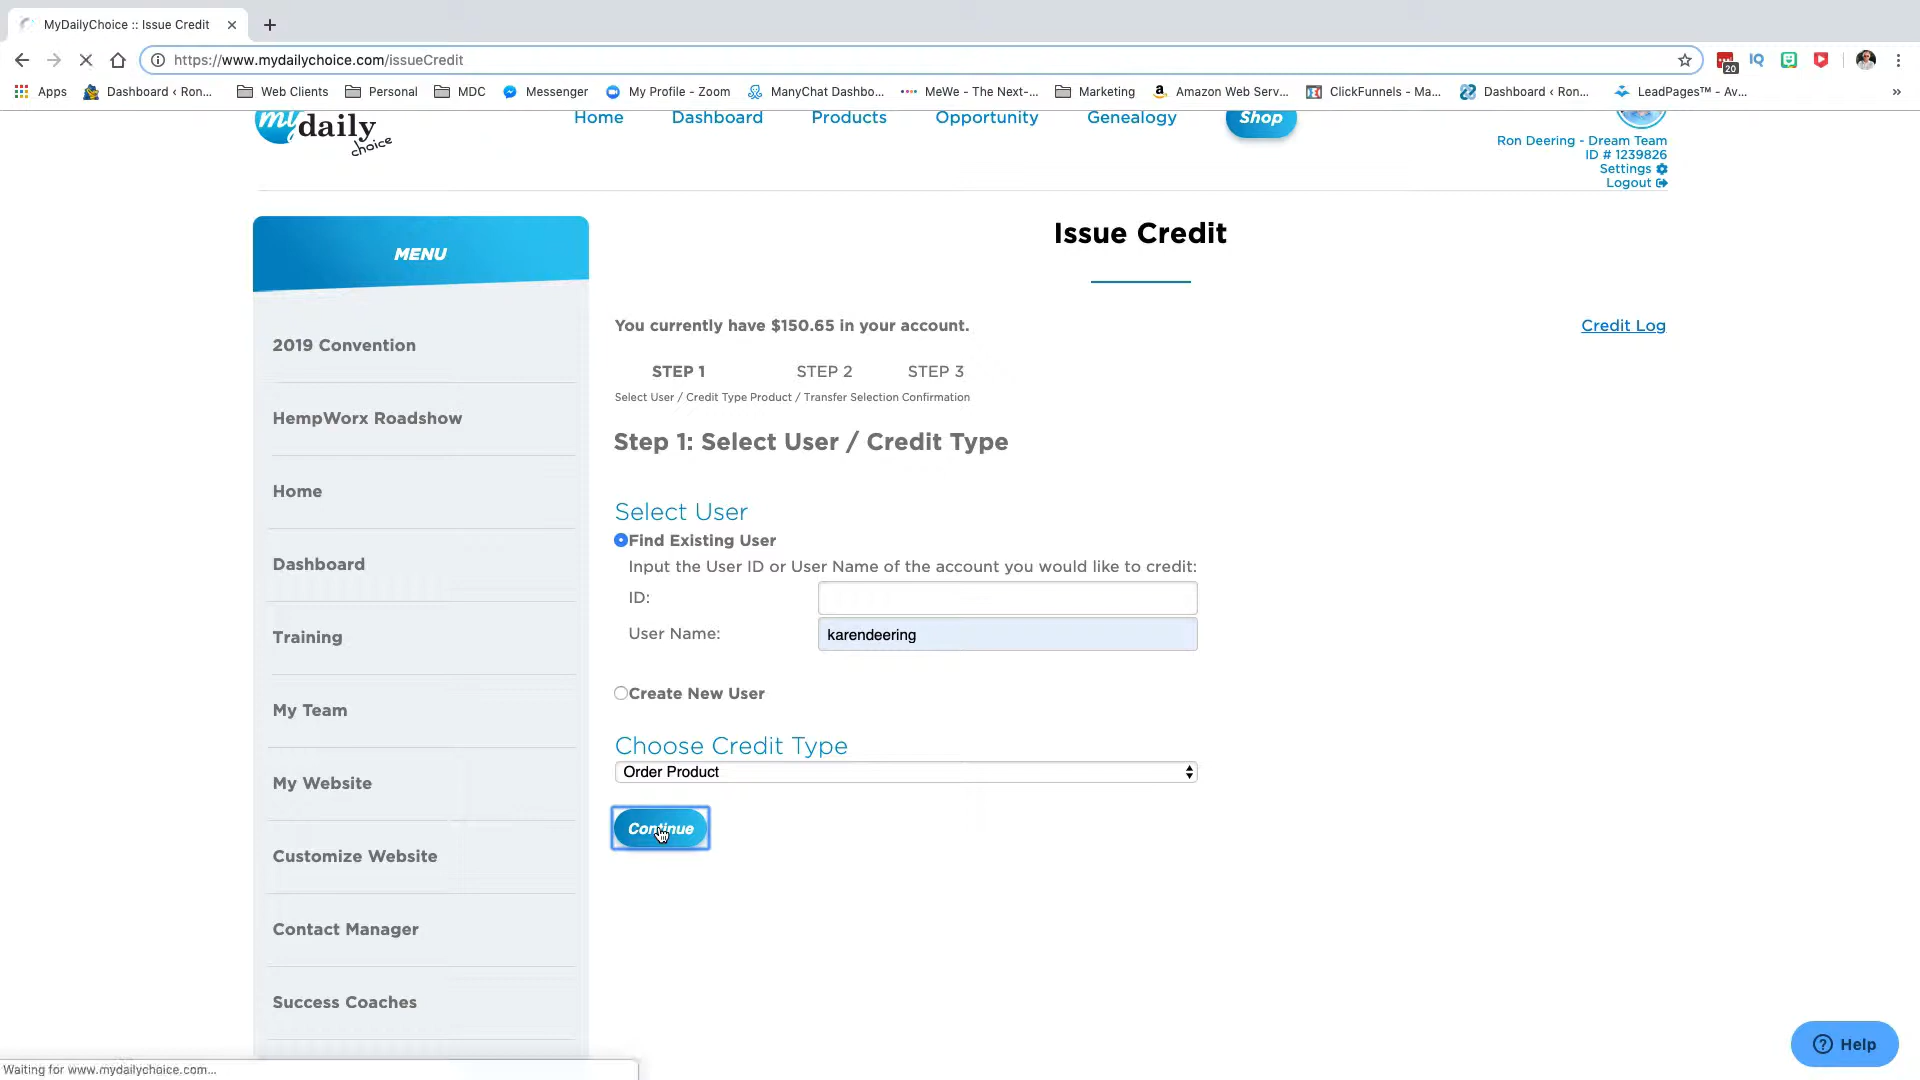 MyDailyChoice :: Issue Credit
https://www.mydailychoice.com/issueCredit
20
IQ
Apps
Dashboard ‹ Ron...
Web Clients
Personal
MDC
Messenger
My Profile - Zoom
ManyChat Dashbo...
MeWe - The Next-...
Marketing
Amazon Web Serv...
ClickFunnels - Ma...
Dashboard ‹ Ron...
LeadPages™ - Av...
»
my daily choice
Home
Dashboard
Products
Opportunity
Genealogy
Shop
Ron Deering - Dream Team
ID # 1239826
Settings
Logout
MENU
2019 Convention
HempWorx Roadshow
Home
Dashboard
Training
My Team
My Website
Customize Website
Contact Manager
Success Coaches
Issue Credit
You currently have $150.65 in your account.
Credit Log
STEP 1 STEP 2 STEP 3
Select User / Credit Type Product / Transfer Selection Confirmation
Step 1: Select User / Credit Type
Select User
Find Existing User
Input the User ID or User Name of the account you would like to credit:
ID:
User Name: karendeering
Create New User
Choose Credit Type
Order Product
Continue
Help
Waiting for www.mydailychoice.com...